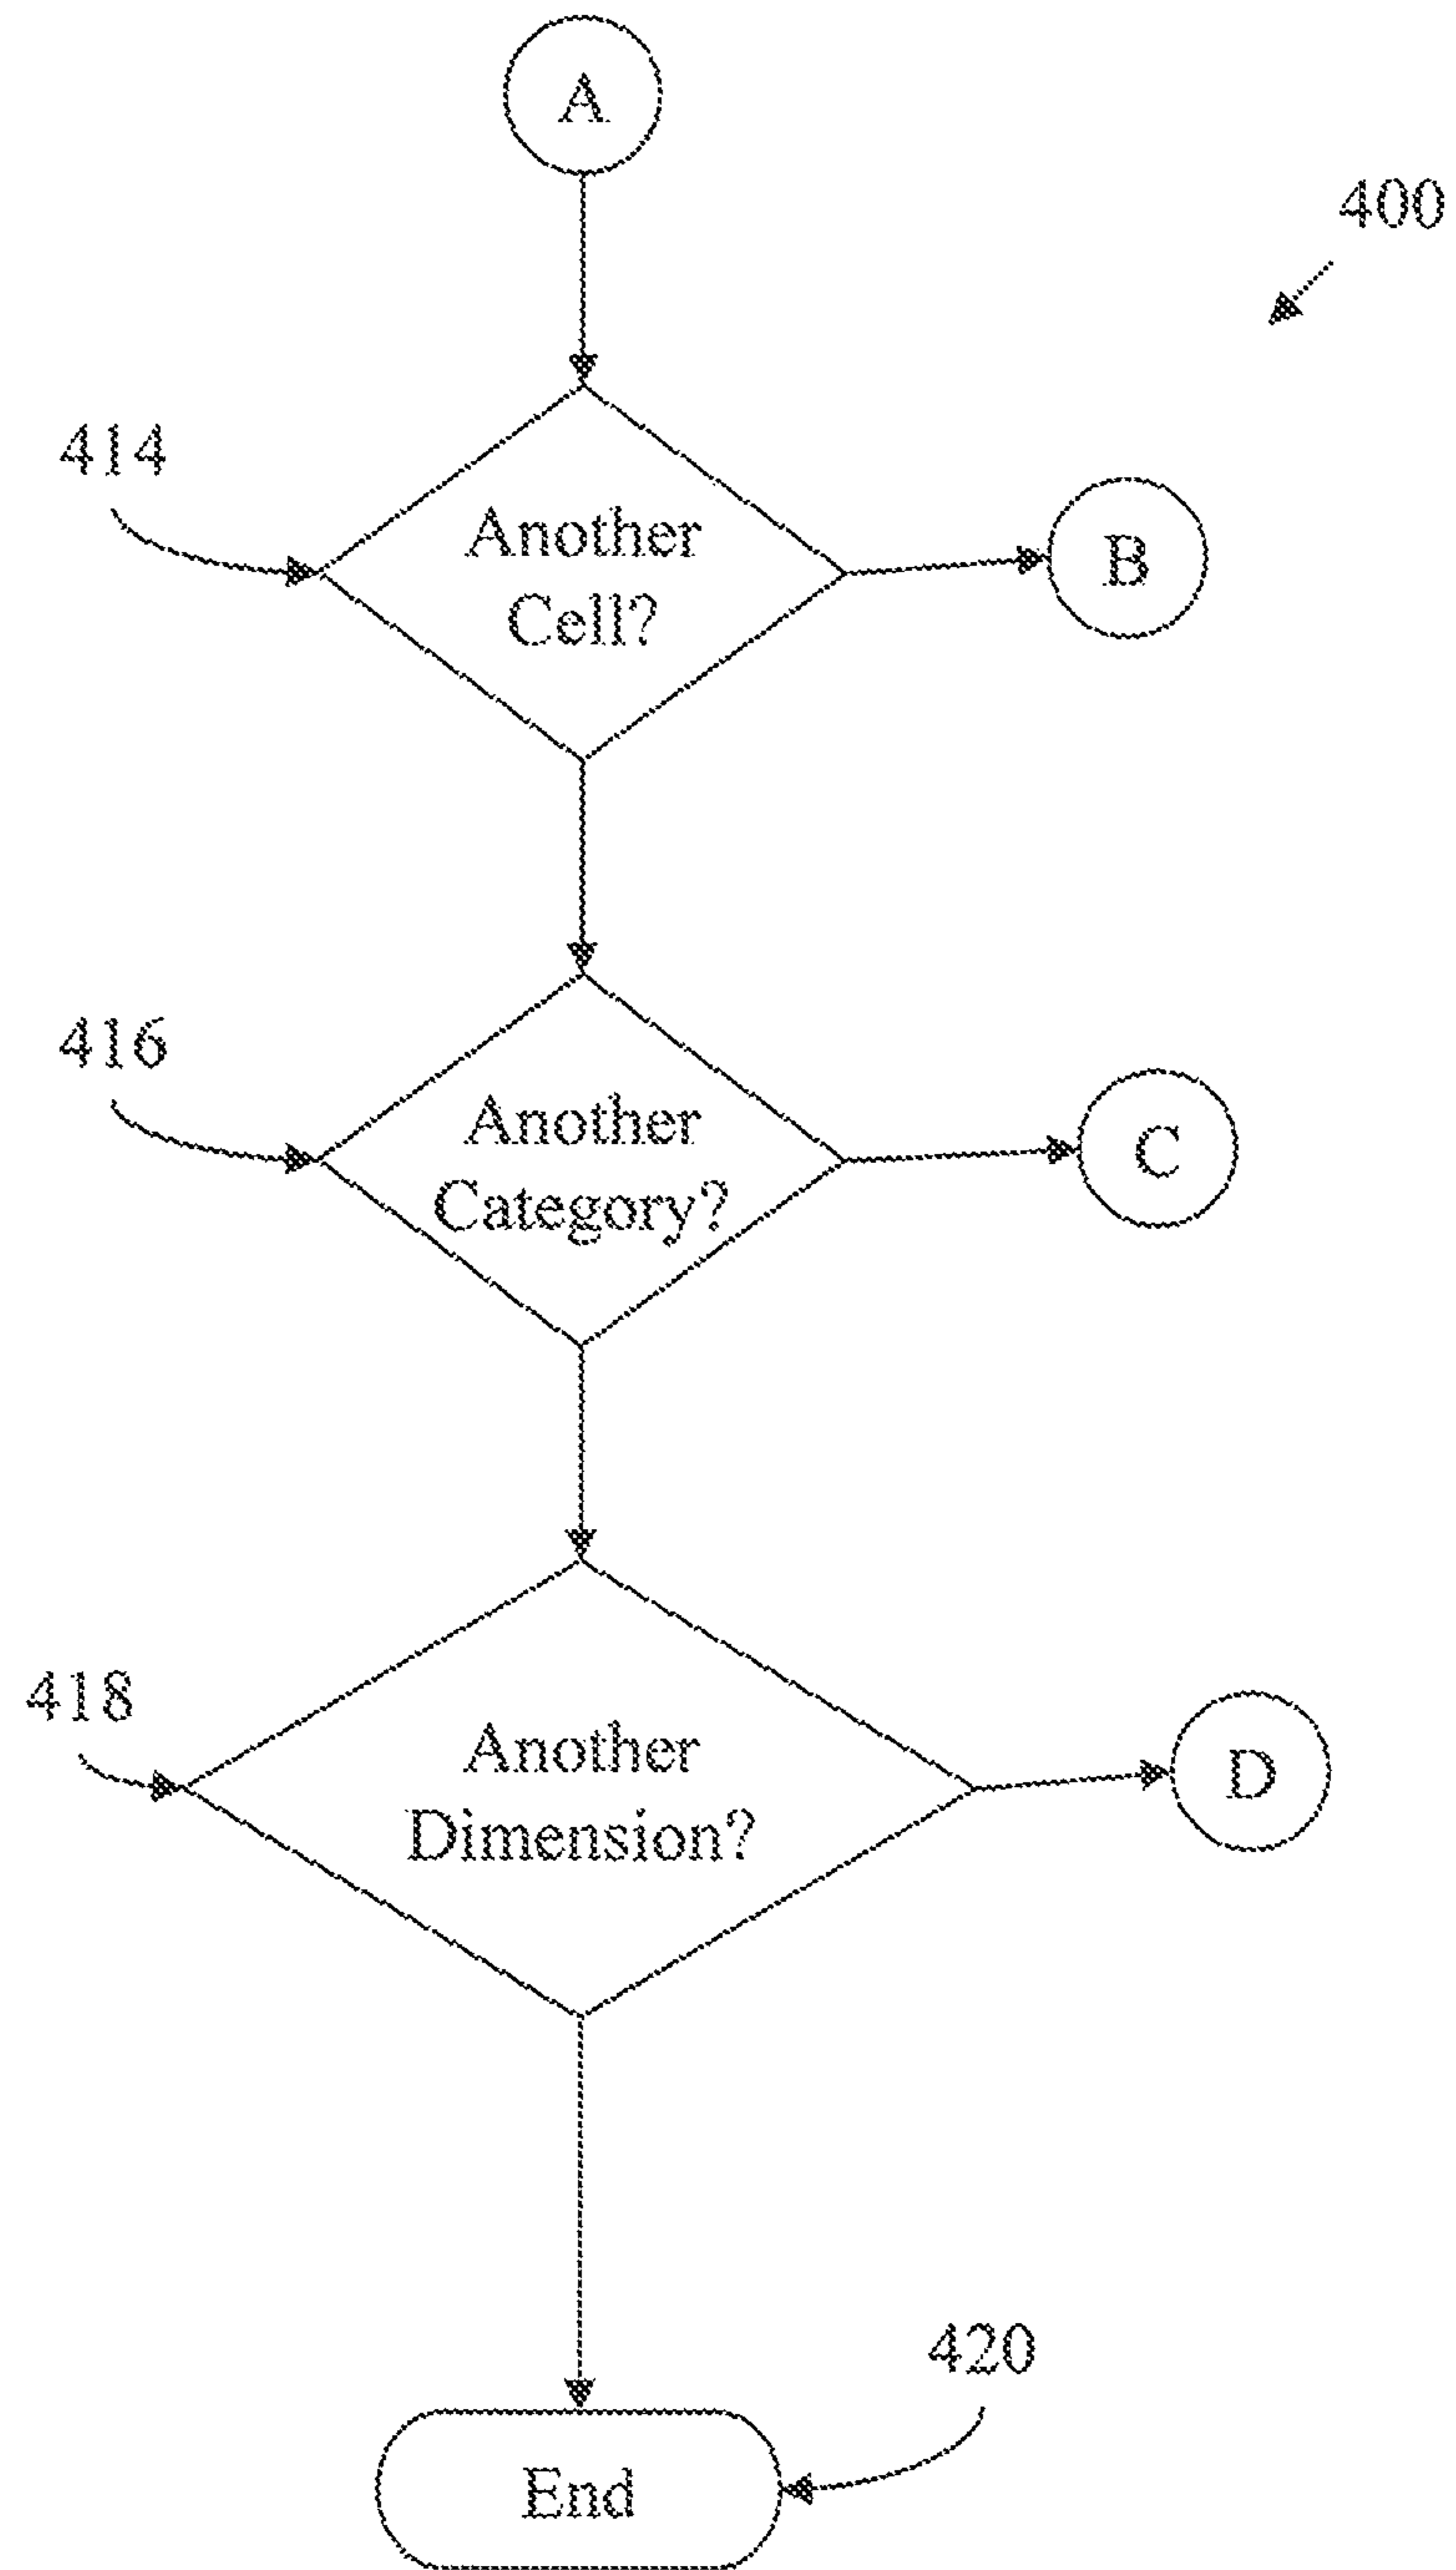 A
400
414
Another
Cell?
B
416
Another
Category?
C
418
Another
Dimension?
D
420
End